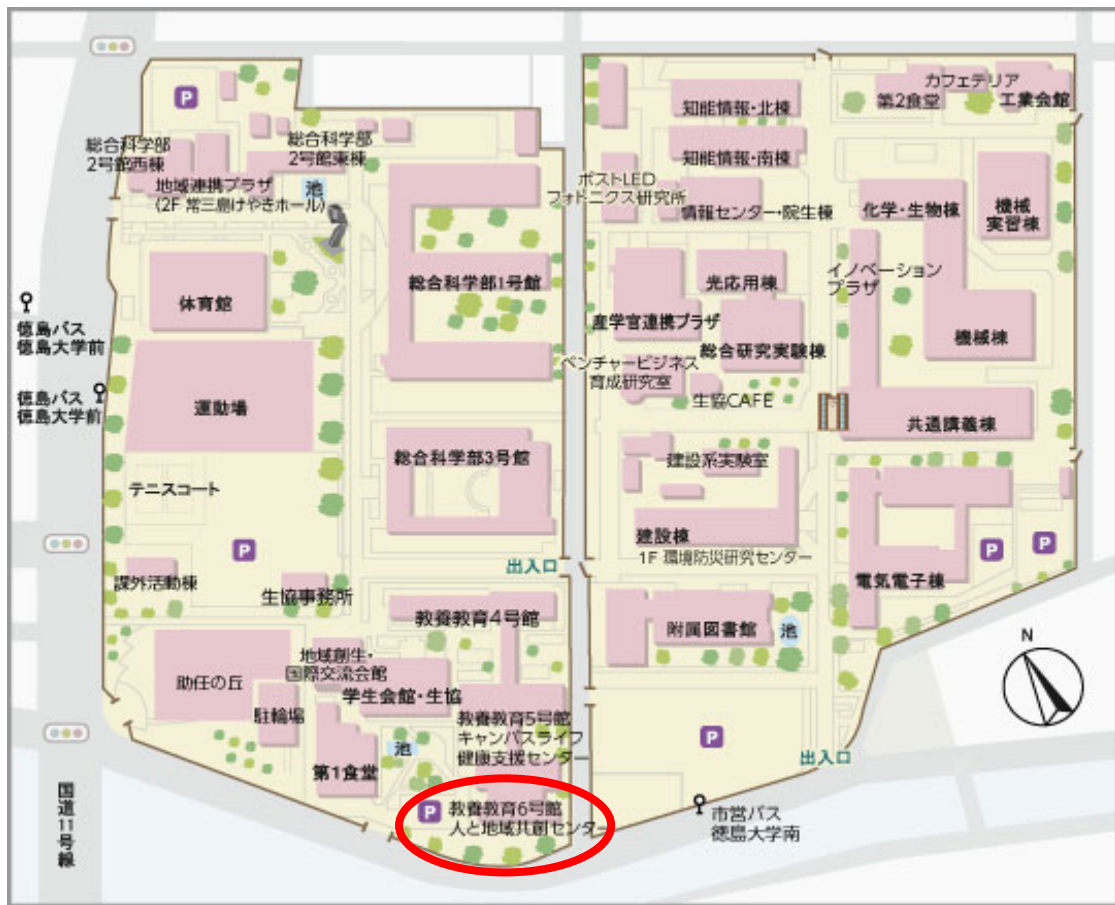 P
総合科学部
2号館西棟
総合科学部
2号館東棟
地域連携プラザ
(2F 常三島けやきホール)
池
体育館
総合科学部1号館
徳島バス
徳島大学前
徳島バス
徳島大学前
運動場
総合科学部3号館
テニスコート
P
課外活動棟
生協事務所
出入口
教養教育4号館
助任の丘
地域創生・
国際交流会館
学生会館・生協
駐輪場
教養教育5号館
キャンパスライフ
健康支援センター
池
第1食堂
P
教養教育6号館
人と地域共創センター
国道11号線
知能情報・北棟
知能情報・南棟
カフェテリア
第2食堂
工業会館
ポストLED
フォトニクス研究所
情報センター・院生棟
化学・生物棟
機械
実習棟
光応用棟
イノベーション
プラザ
産学官連携プラザ
総合研究実験棟
機械棟
ベンチャービジネス
育成研究室
生協CAFE
共通講義棟
建設系実験室
建設棟
1F 環境防災研究センター
P
P
電気電子棟
附属図書館
池
N
P
出入口
市営バス
徳島大学南